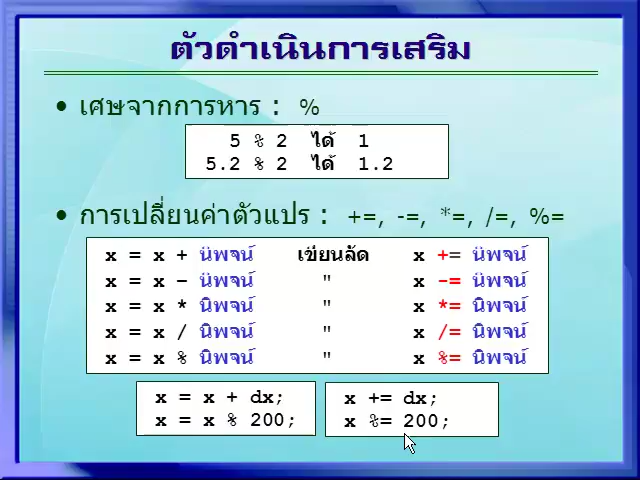 ตัวดำเนินการเสริม
• เศษจากการหาร : %
5 % 2 ได้ 1
5.2 % 2 ได้ 1.2
• การเปลี่ยนค่าตัวแปร : +=, -=, *=, /=, %=
x = x + นิพจน์ เขียนลัด x += นิพจน์
x = x – นิพจน์ " x -= นิพจน์
x = x * นิพจน์ " x *= นิพจน์
x = x / นิพจน์ " x /= นิพจน์
x = x % นิพจน์ " x %= นิพจน์
x = x + dx; x += dx;
x = x % 200; x %= 200;